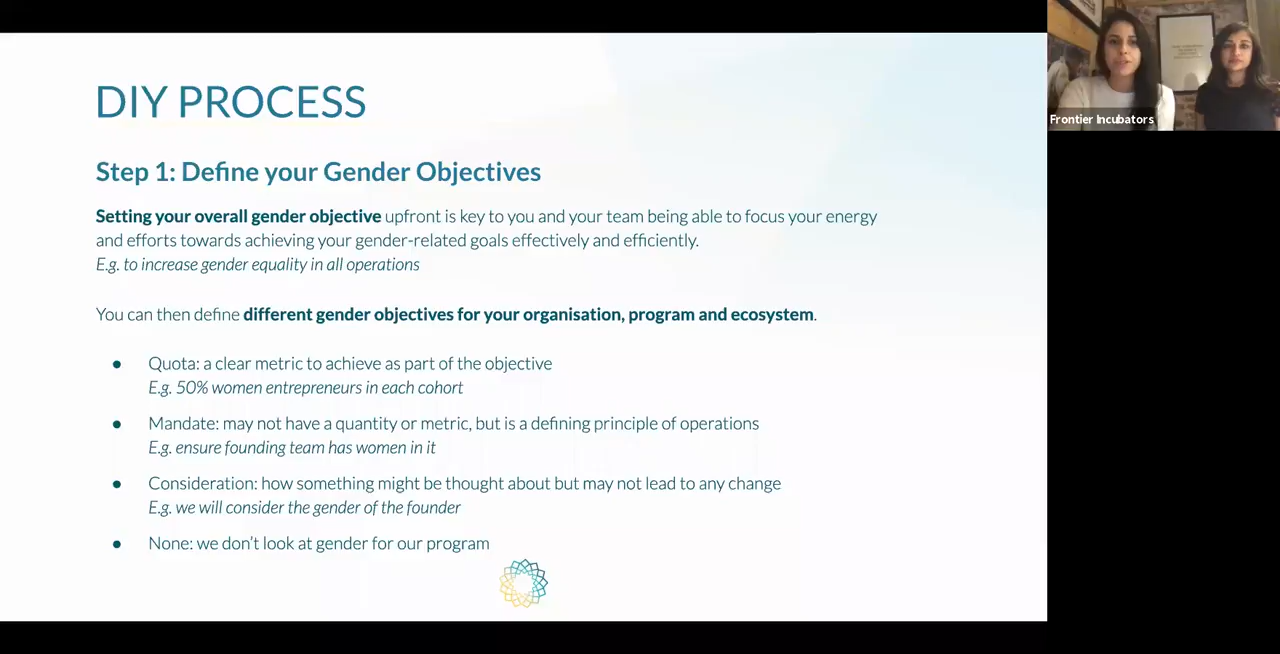 DIY PROCESS
Step 1: Define your Gender Objectives
Setting your overall gender objective upfront is key to you and your team being able to focus your energy
and efforts towards achieving your gender-related goals effectively and efficiently.
E.g. to increase gender equality in all operations
You can then define different gender objectives for your organisation, program and ecosystem.
● Quota: a clear metric to achieve as part of the objective
E.g. 50% women entrepreneurs in each cohort
● Mandate: may not have a quantity or metric, but is a defining principle of operations
E.g. ensure founding team has women in it
● Consideration: how something might be thought about but may not lead to any change
E.g. we will consider the gender of the founder
● None: we don't look at gender for our program
Frontier Incubators